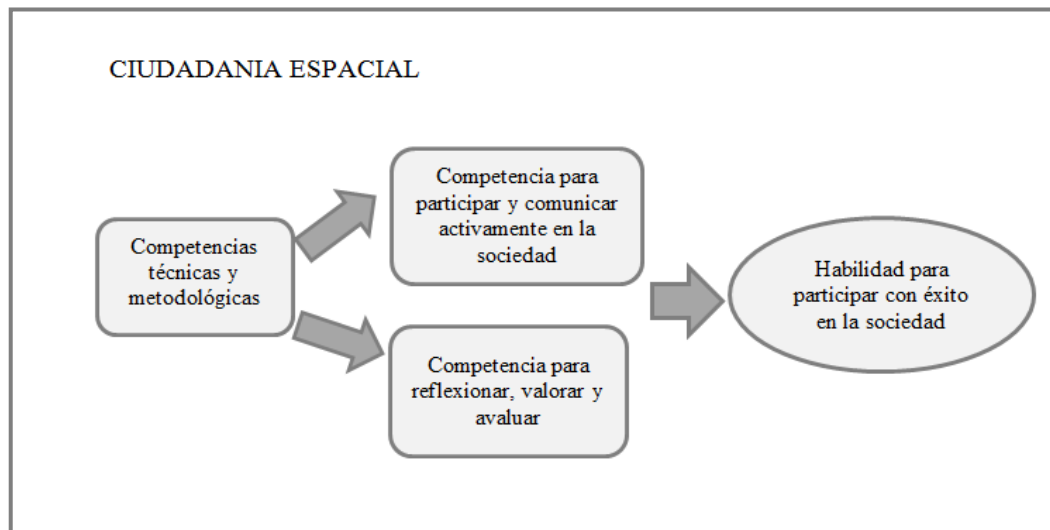 CIUDADANIA ESPACIAL
Competencias
técnicas y
metodológicas
Competencia para
participar y comunicar
activamente en la
sociedad
Competencia para
reflexionar, valorar y
avaluar
Habilidad para
participar con éxito
en la sociedad